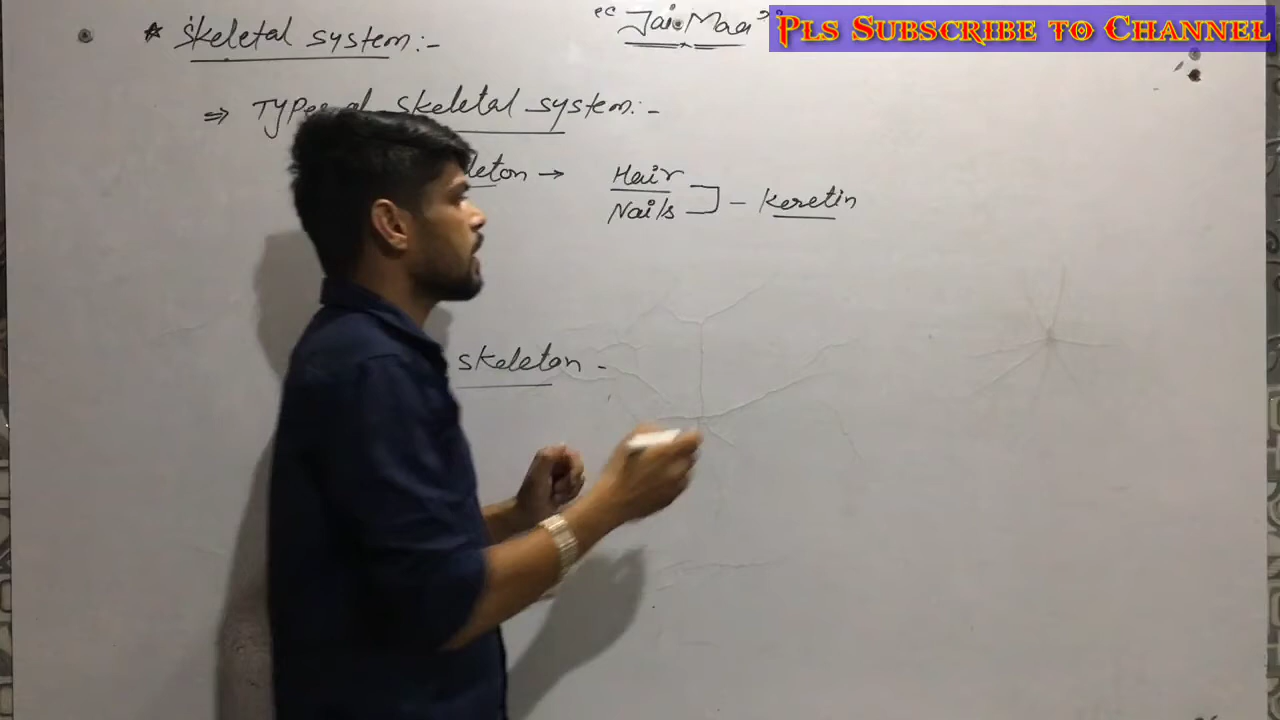 * Skeletal system:-
"Jai Maa"
Pls Subscribe to Channel
⇒ Types of skeletal system:-
leton → Hair
Nails ] - Keretin
skeleton -